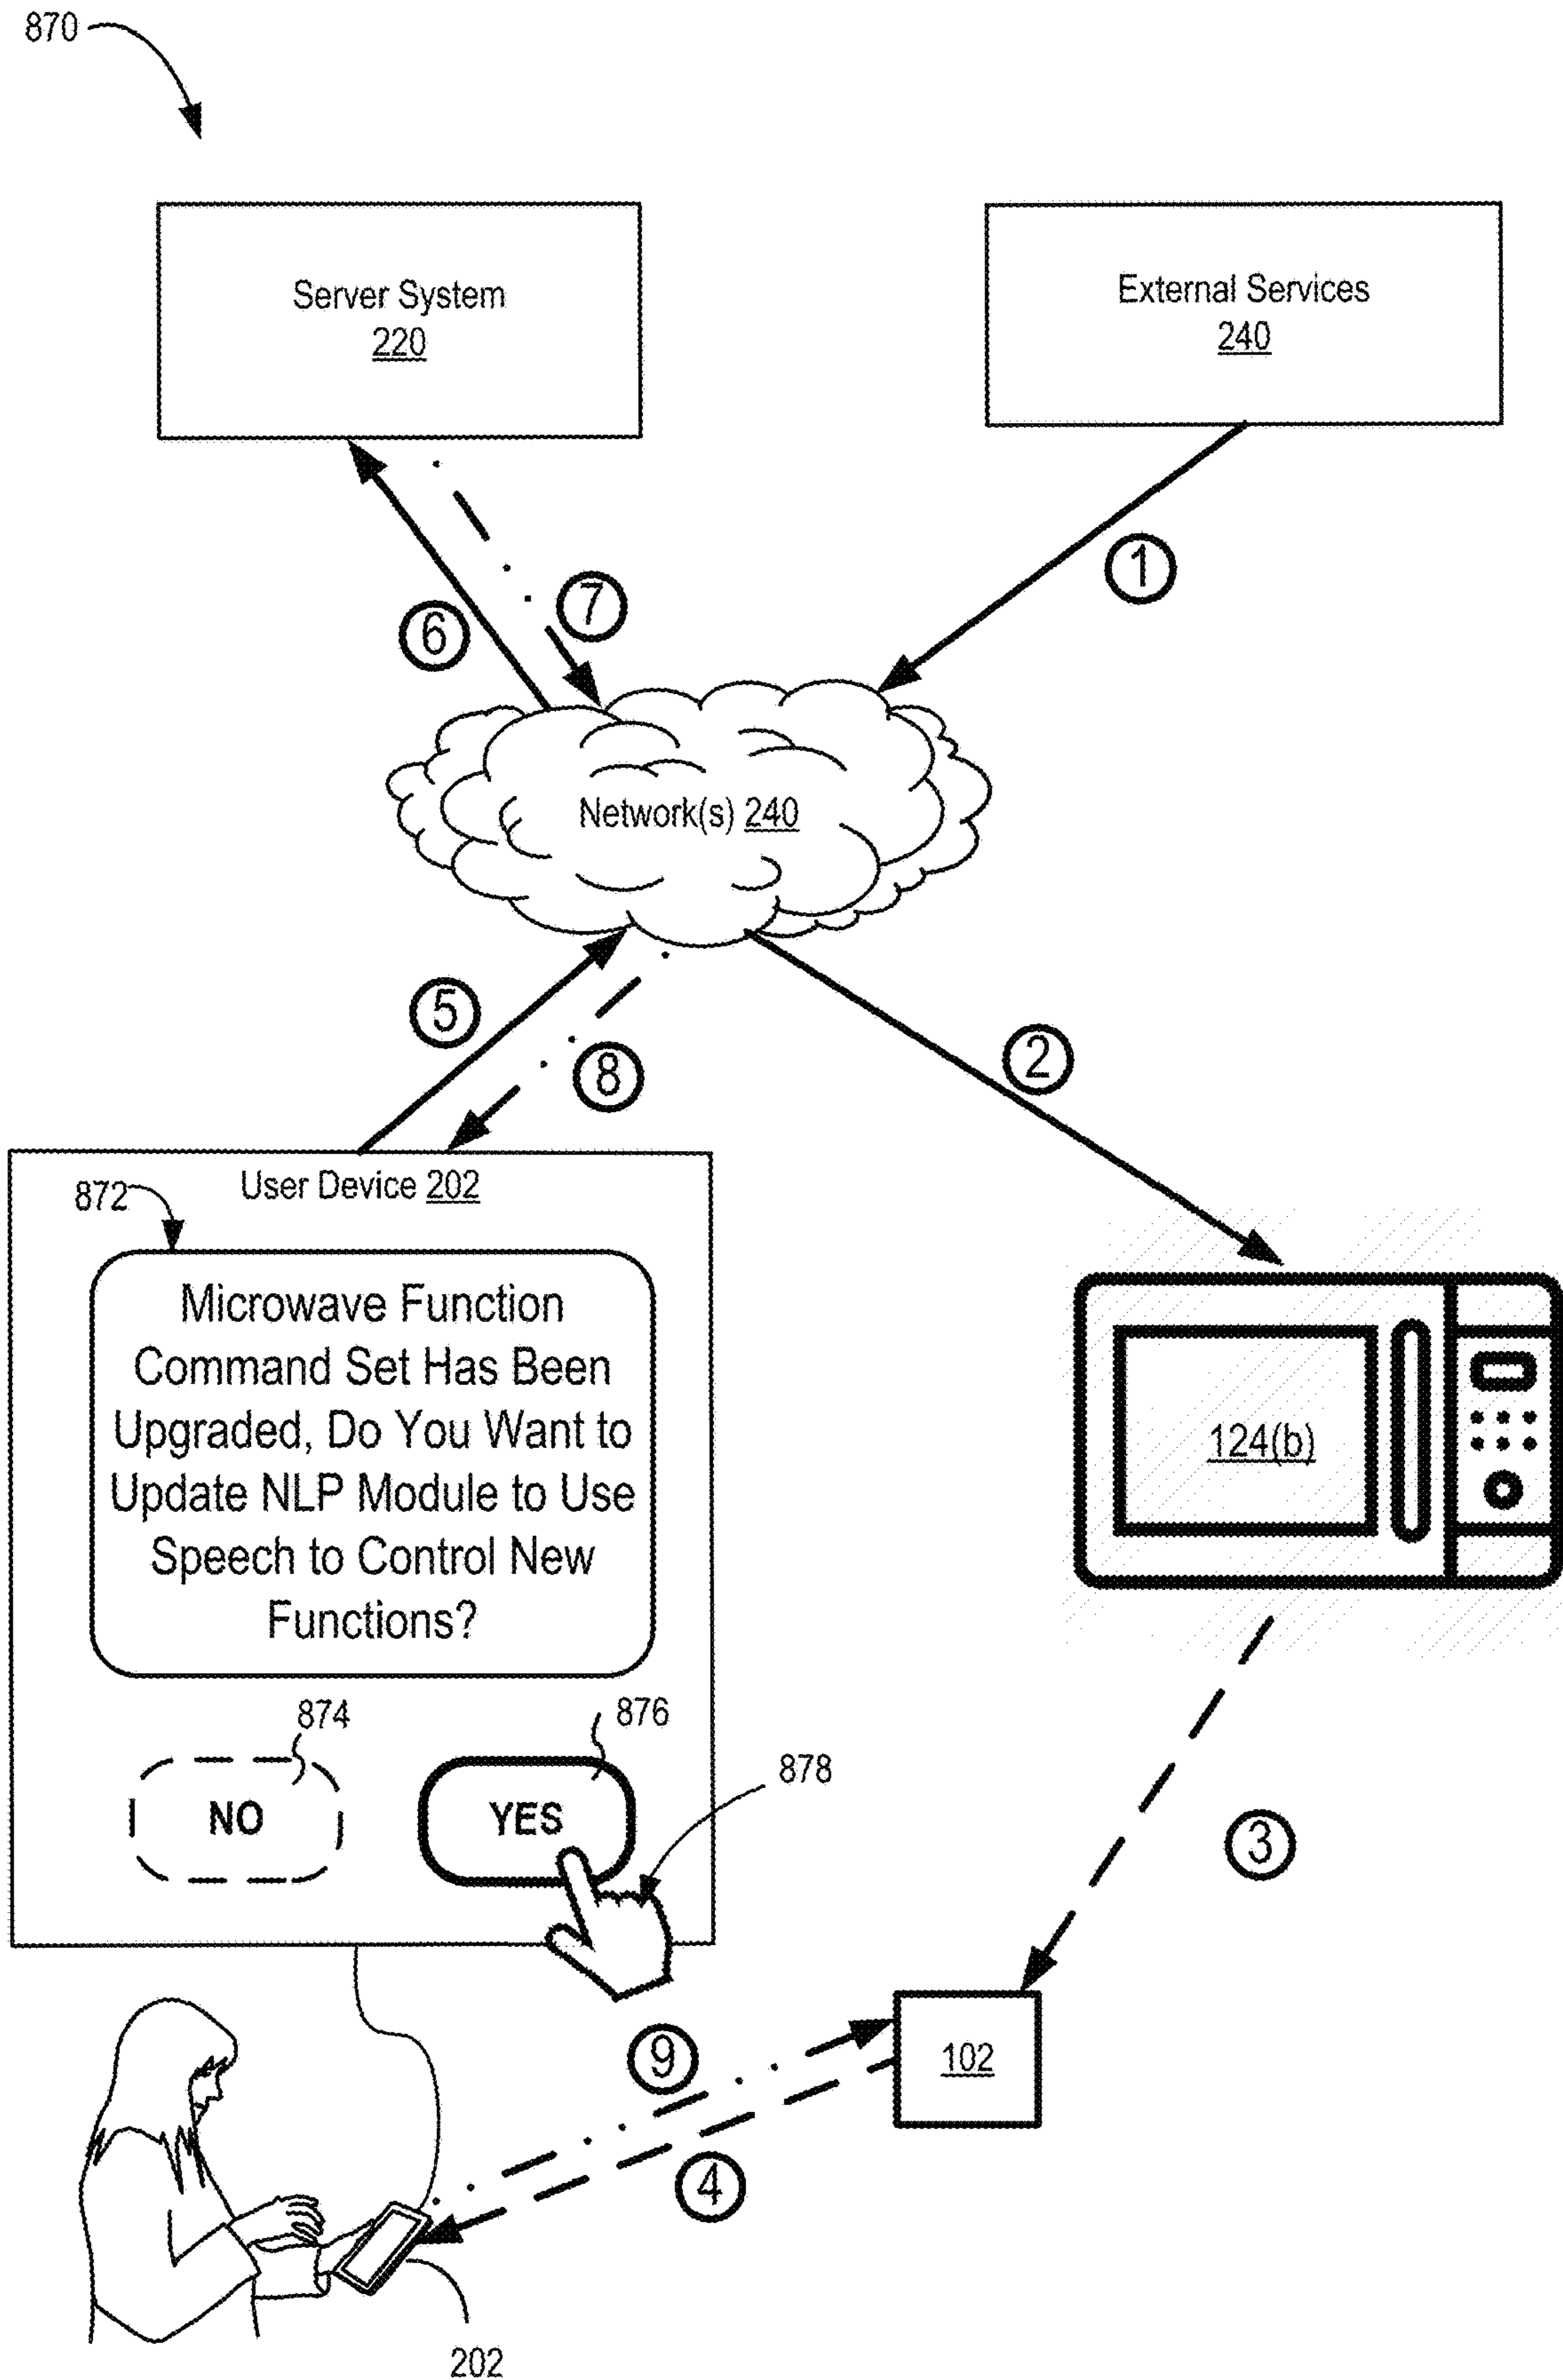 870
Server System
220
External Services
240
1
7
6
Network(s) 240
5
2
8
User Device 202
872
Microwave Function
Command Set Has Been
Upgraded, Do You Want to
Update NLP Module to Use
Speech to Control New
Functions?
124(b)
874
876
878
NO
YES
3
9
102
4
202